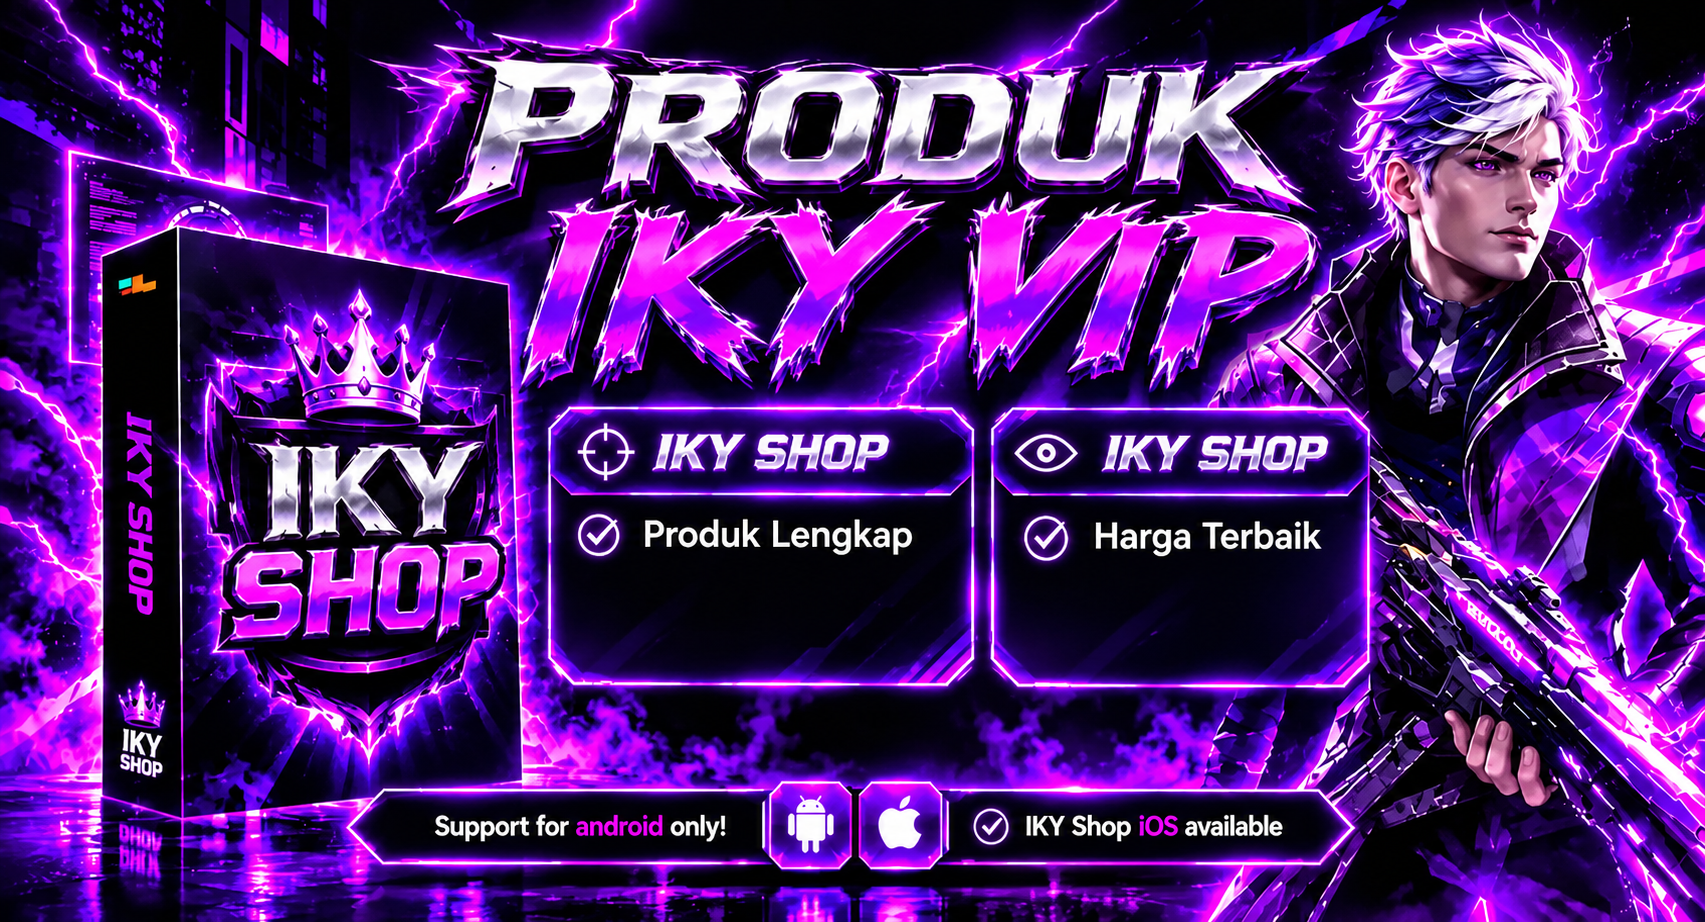 PRODUK
IKY VIP
IKY SHOP
IKY
SHOP
IKY
SHOP
IKY SHOP
Produk Lengkap
IKY SHOP
Harga Terbaik
Support for android only!
IKY Shop iOS available